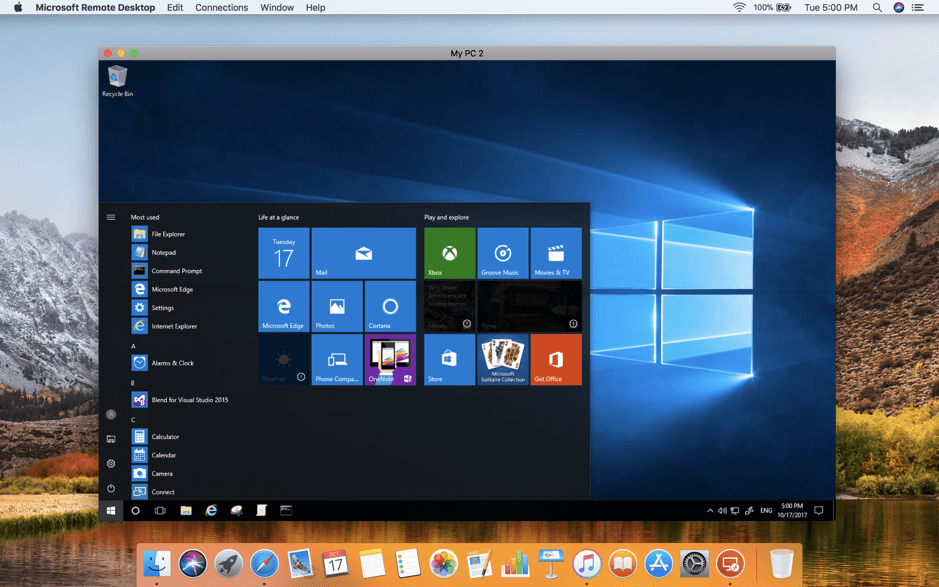 Microsoft Remote Desktop Edit Connections Window Help 100% Tue 5:00 PM
My PC 2
Recycle Bin
Most used
File Explorer
Notepad
Command Prompt
Microsoft Edge
Settings
Internet Explorer
A
Alarms & Clock
B
Blend for Visual Studio 2015
C
Calculator
Calendar
Camera
Connect
Life at a glance
Tuesday
17
Mail
Microsoft Edge
Photos
Cortana
Weather
Phone Compa...
OneNote
Play and explore
Xbox
Groove Music
Movies & TV
Money
News
Store
Microsoft
Solitaire Collection
Get Office
ENG
5:00 PM
10/17/2017
OCT
17